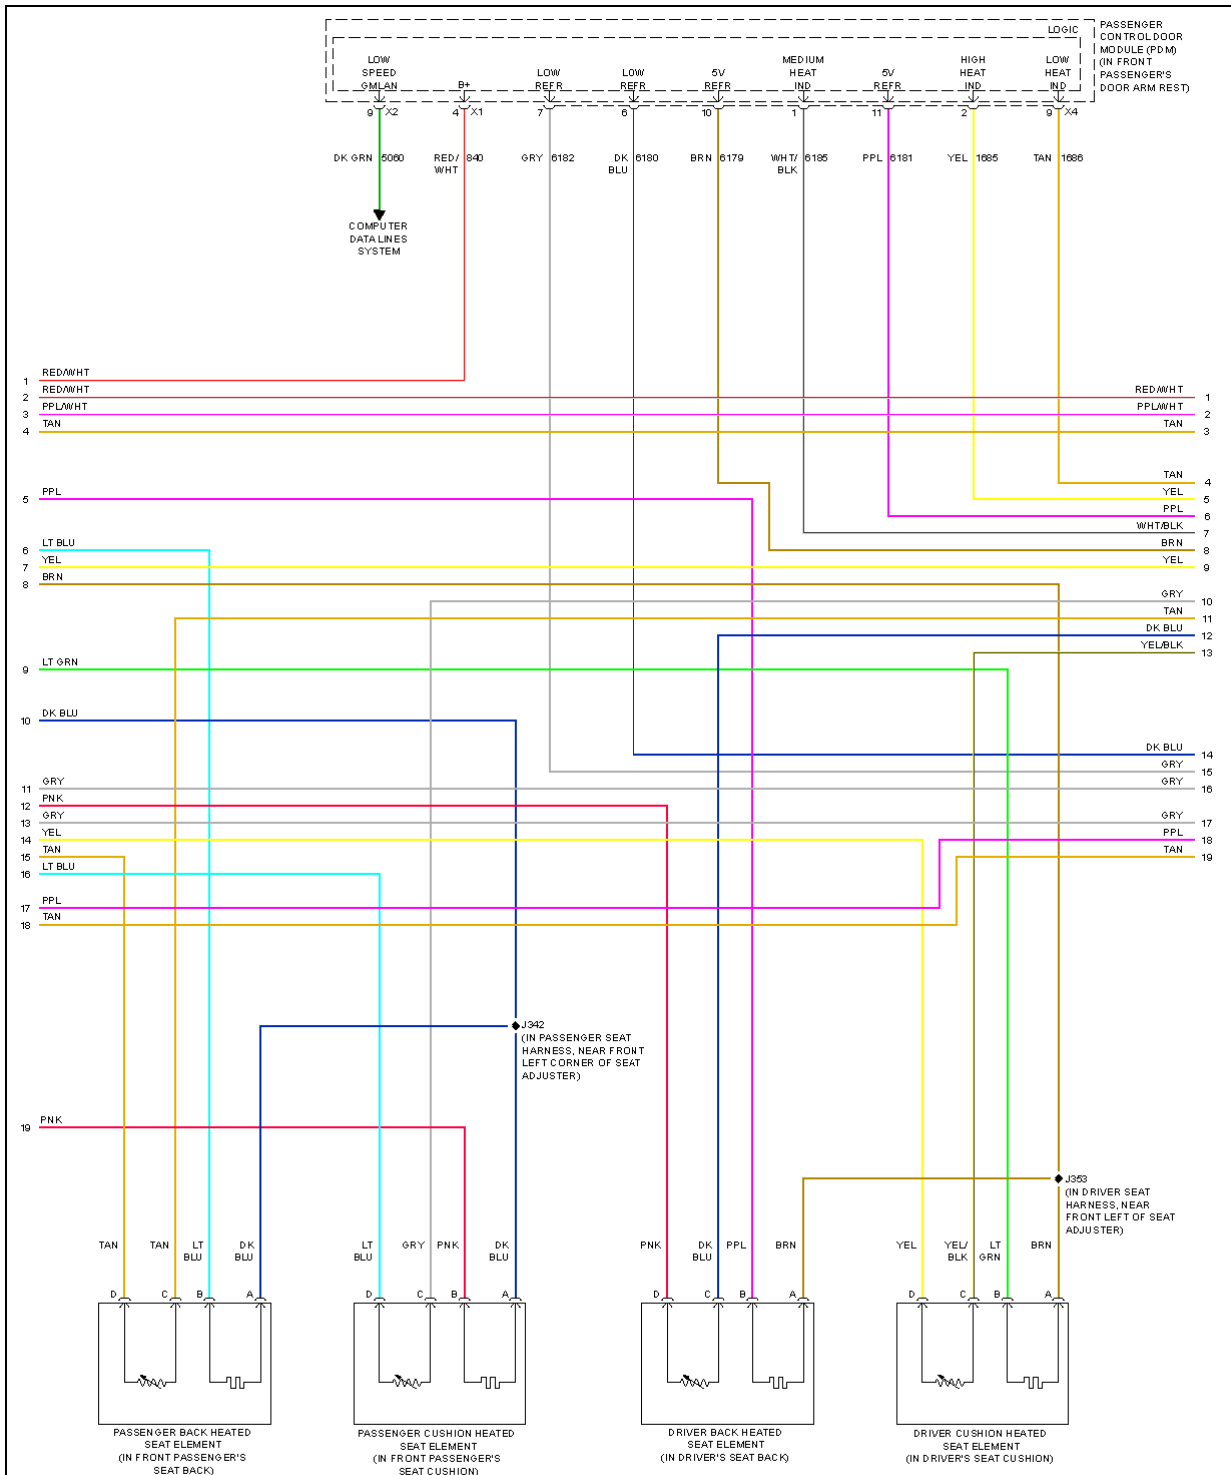 PASSENGER
CONTROL DOOR
MODULE (PDM)
(IN FRONT
PASSENGER'S
DOOR ARM REST)
LOGIC
LOW
SPEED
GMLAN
B+
LOW
REFR
LOW
REFR
5V
REFR
MEDIUM
HEAT
IND
5V
REFR
HIGH
HEAT
IND
LOW
HEAT
IND
9 X2 4 X1 7 6 10 1 11 2 9 X4
DK GRN 5060
RED/
WHT 840
GRY 6182
DK
BLU 6180
BRN 6179
WHT/
BLK 6185
PPL 6181
YEL 1685
TAN 1686
COMPUTER
DATA LINES
SYSTEM
1 RED/WHT
2 RED/WHT RED/WHT 1
3 PPL/WHT PPL/WHT 2
4 TAN TAN 3
TAN 4
5 PPL YEL 5
PPL 6
WHT/BLK 7
6 LT BLU BRN 8
7 YEL YEL 9
8 BRN
GRY 10
TAN 11
DK BLU 12
YEL/BLK 13
9 LT GRN
10 DK BLU
DK BLU 14
GRY 15
11 GRY GRY 16
12 PNK
13 GRY GRY 17
14 YEL PPL 18
15 TAN TAN 19
16 LT BLU
17 PPL
18 TAN
J342
(IN PASSENGER SEAT
HARNESS, NEAR FRONT
LEFT CORNER OF SEAT
ADJUSTER)
19 PNK
J353
(IN DRIVER SEAT
HARNESS, NEAR
FRONT LEFT OF SEAT
ADJUSTER)
TAN TAN LT
BLU DK
BLU
LT
BLU GRY PNK DK
BLU
PNK DK
BLU PPL BRN
YEL YEL/
BLK LT
GRN BRN
D C B A D C B A D C B A D C B A
PASSENGER BACK HEATED
SEAT ELEMENT
(IN FRONT PASSENGER'S
SEAT BACK)
PASSENGER CUSHION HEATED
SEAT ELEMENT
(IN FRONT PASSENGER'S
SEAT CUSHION)
DRIVER BACK HEATED
SEAT ELEMENT
(IN DRIVER'S SEAT BACK)
DRIVER CUSHION HEATED
SEAT ELEMENT
(IN DRIVER'S SEAT CUSHION)